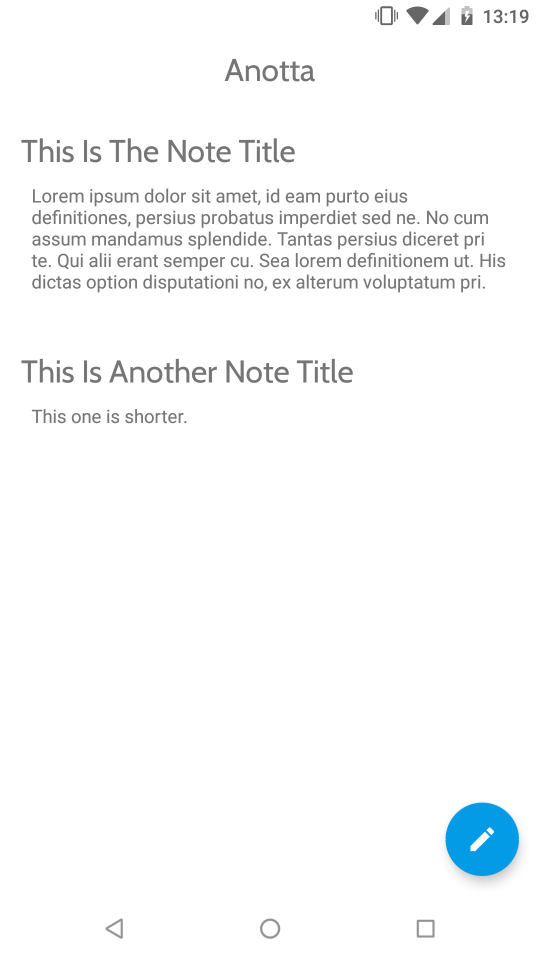 13:19
Anotta
This Is The Note Title
Lorem ipsum dolor sit amet, id eam purto eius
definitiones, persius probatus imperdiet sed ne. No cum
assum mandamus splendide. Tantas persius diceret pri
te. Qui alii erant semper cu. Sea lorem definitionem ut. His
dictas option disputationi no, ex alterum voluptatum pri.
This Is Another Note Title
This one is shorter.